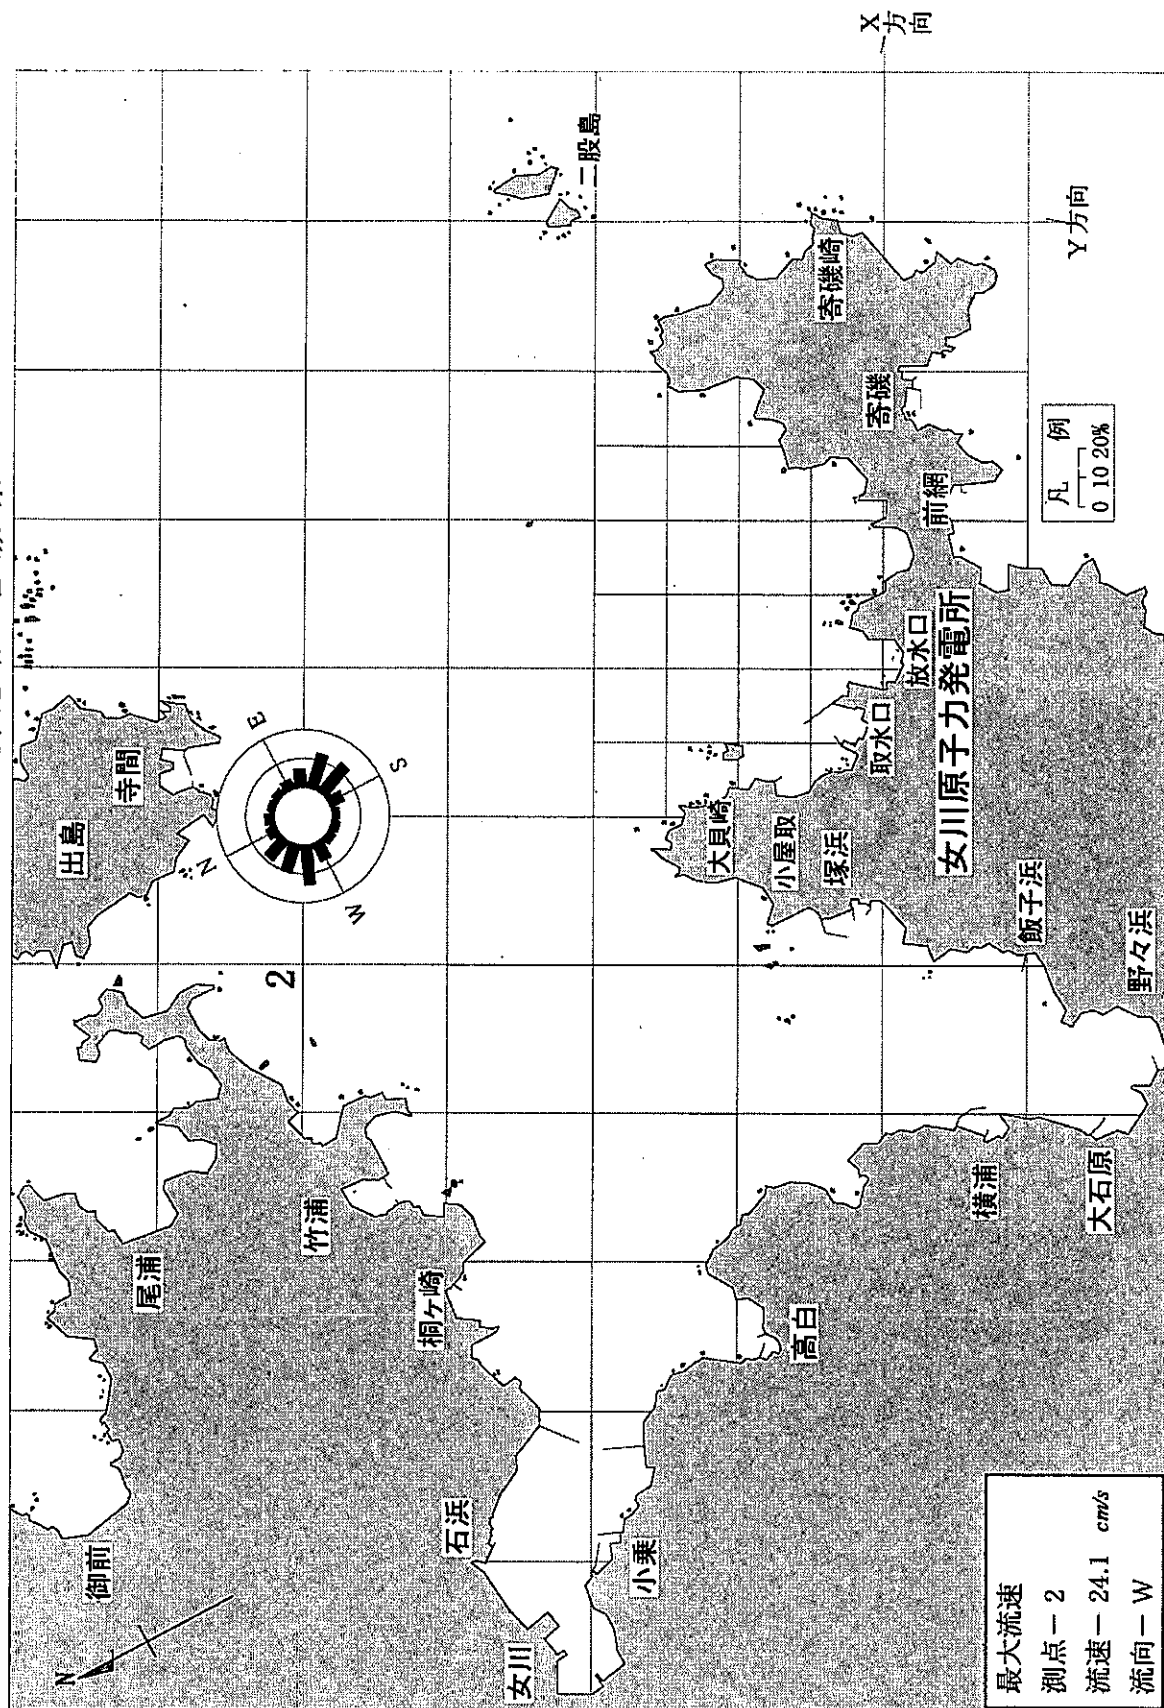 X方向
Y方向
二股島
寄磯崎
寄磯
前網
凡 例
0 10 20%
放水口
取水口
女川原子力発電所
寺間
出島
E
S
N
W
2
大貝崎
小屋取
塚浜
飯子浜
野々浜
尾浦
竹浦
桐ヶ崎
高白
横浦
大石原
御前
石浜
小乗
女川
N
最大流速
測点－2
流速－24.1 cm/s
流向－W